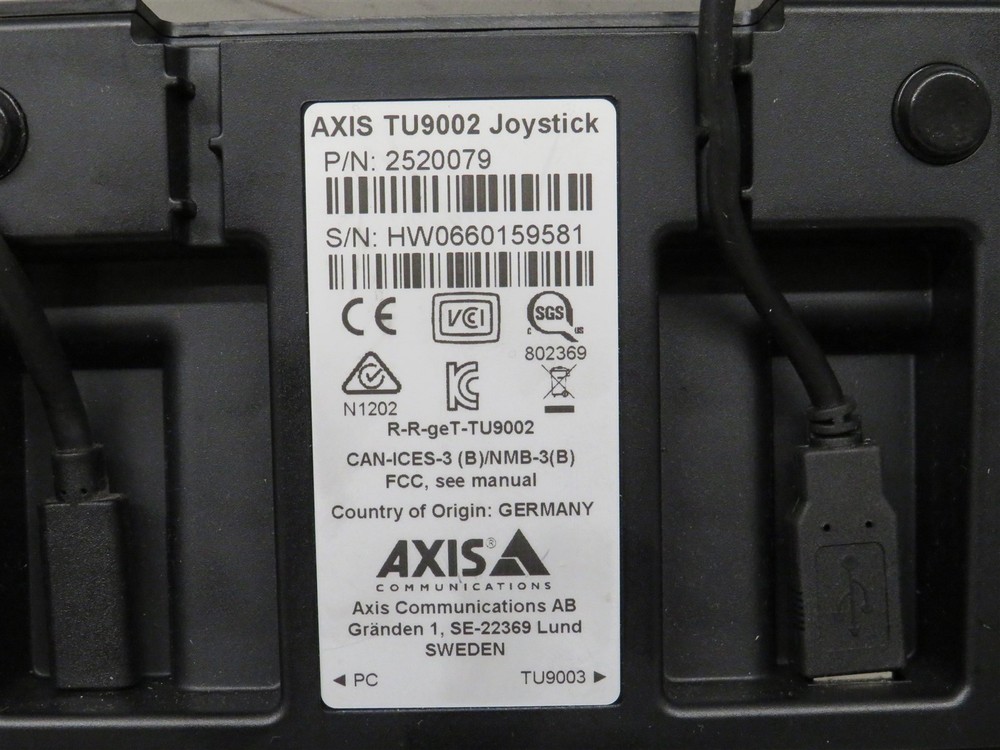 AXIS TU9002 Joystick
P/N: 2520079
S/N: HW0660159581
CE VCI SGS
C US
802369
N1202
R-R-geT-TU9002
CAN-ICES-3 (B)/NMB-3(B)
FCC, see manual
Country of Origin: GERMANY
AXIS®
COMMUNICATIONS
Axis Communications AB
Gränden 1, SE-22369 Lund
SWEDEN
◄ PC TU9003 ►